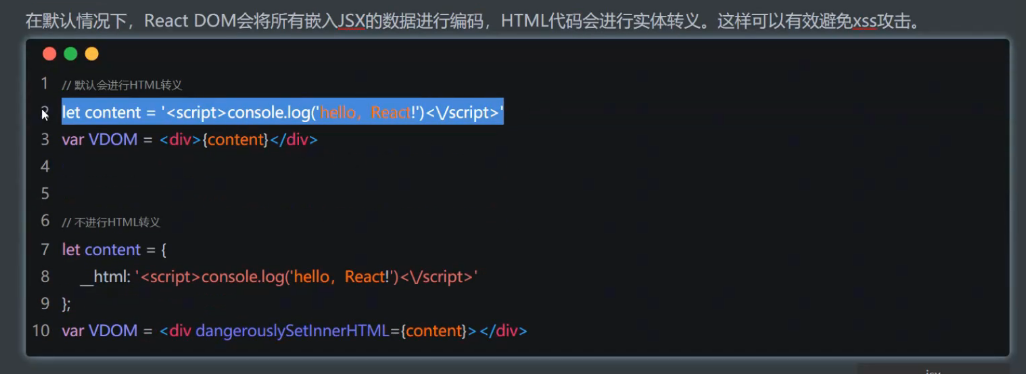 在默认情况下，React DOM会将所有嵌入JSX的数据进行编码，HTML代码会进行实体转义。这样可以有效避免xss攻击。
1 // 默认会进行HTML转义
2 let content = '<script>console.log('hello，React!')<\/script>'
3 var VDOM = <div>{content}</div>
4
5
6 // 不进行HTML转义
7 let content = {
8 __html: '<script>console.log('hello，React!')<\/script>'
9 };
10 var VDOM = <div dangerouslySetInnerHTML={content}></div>